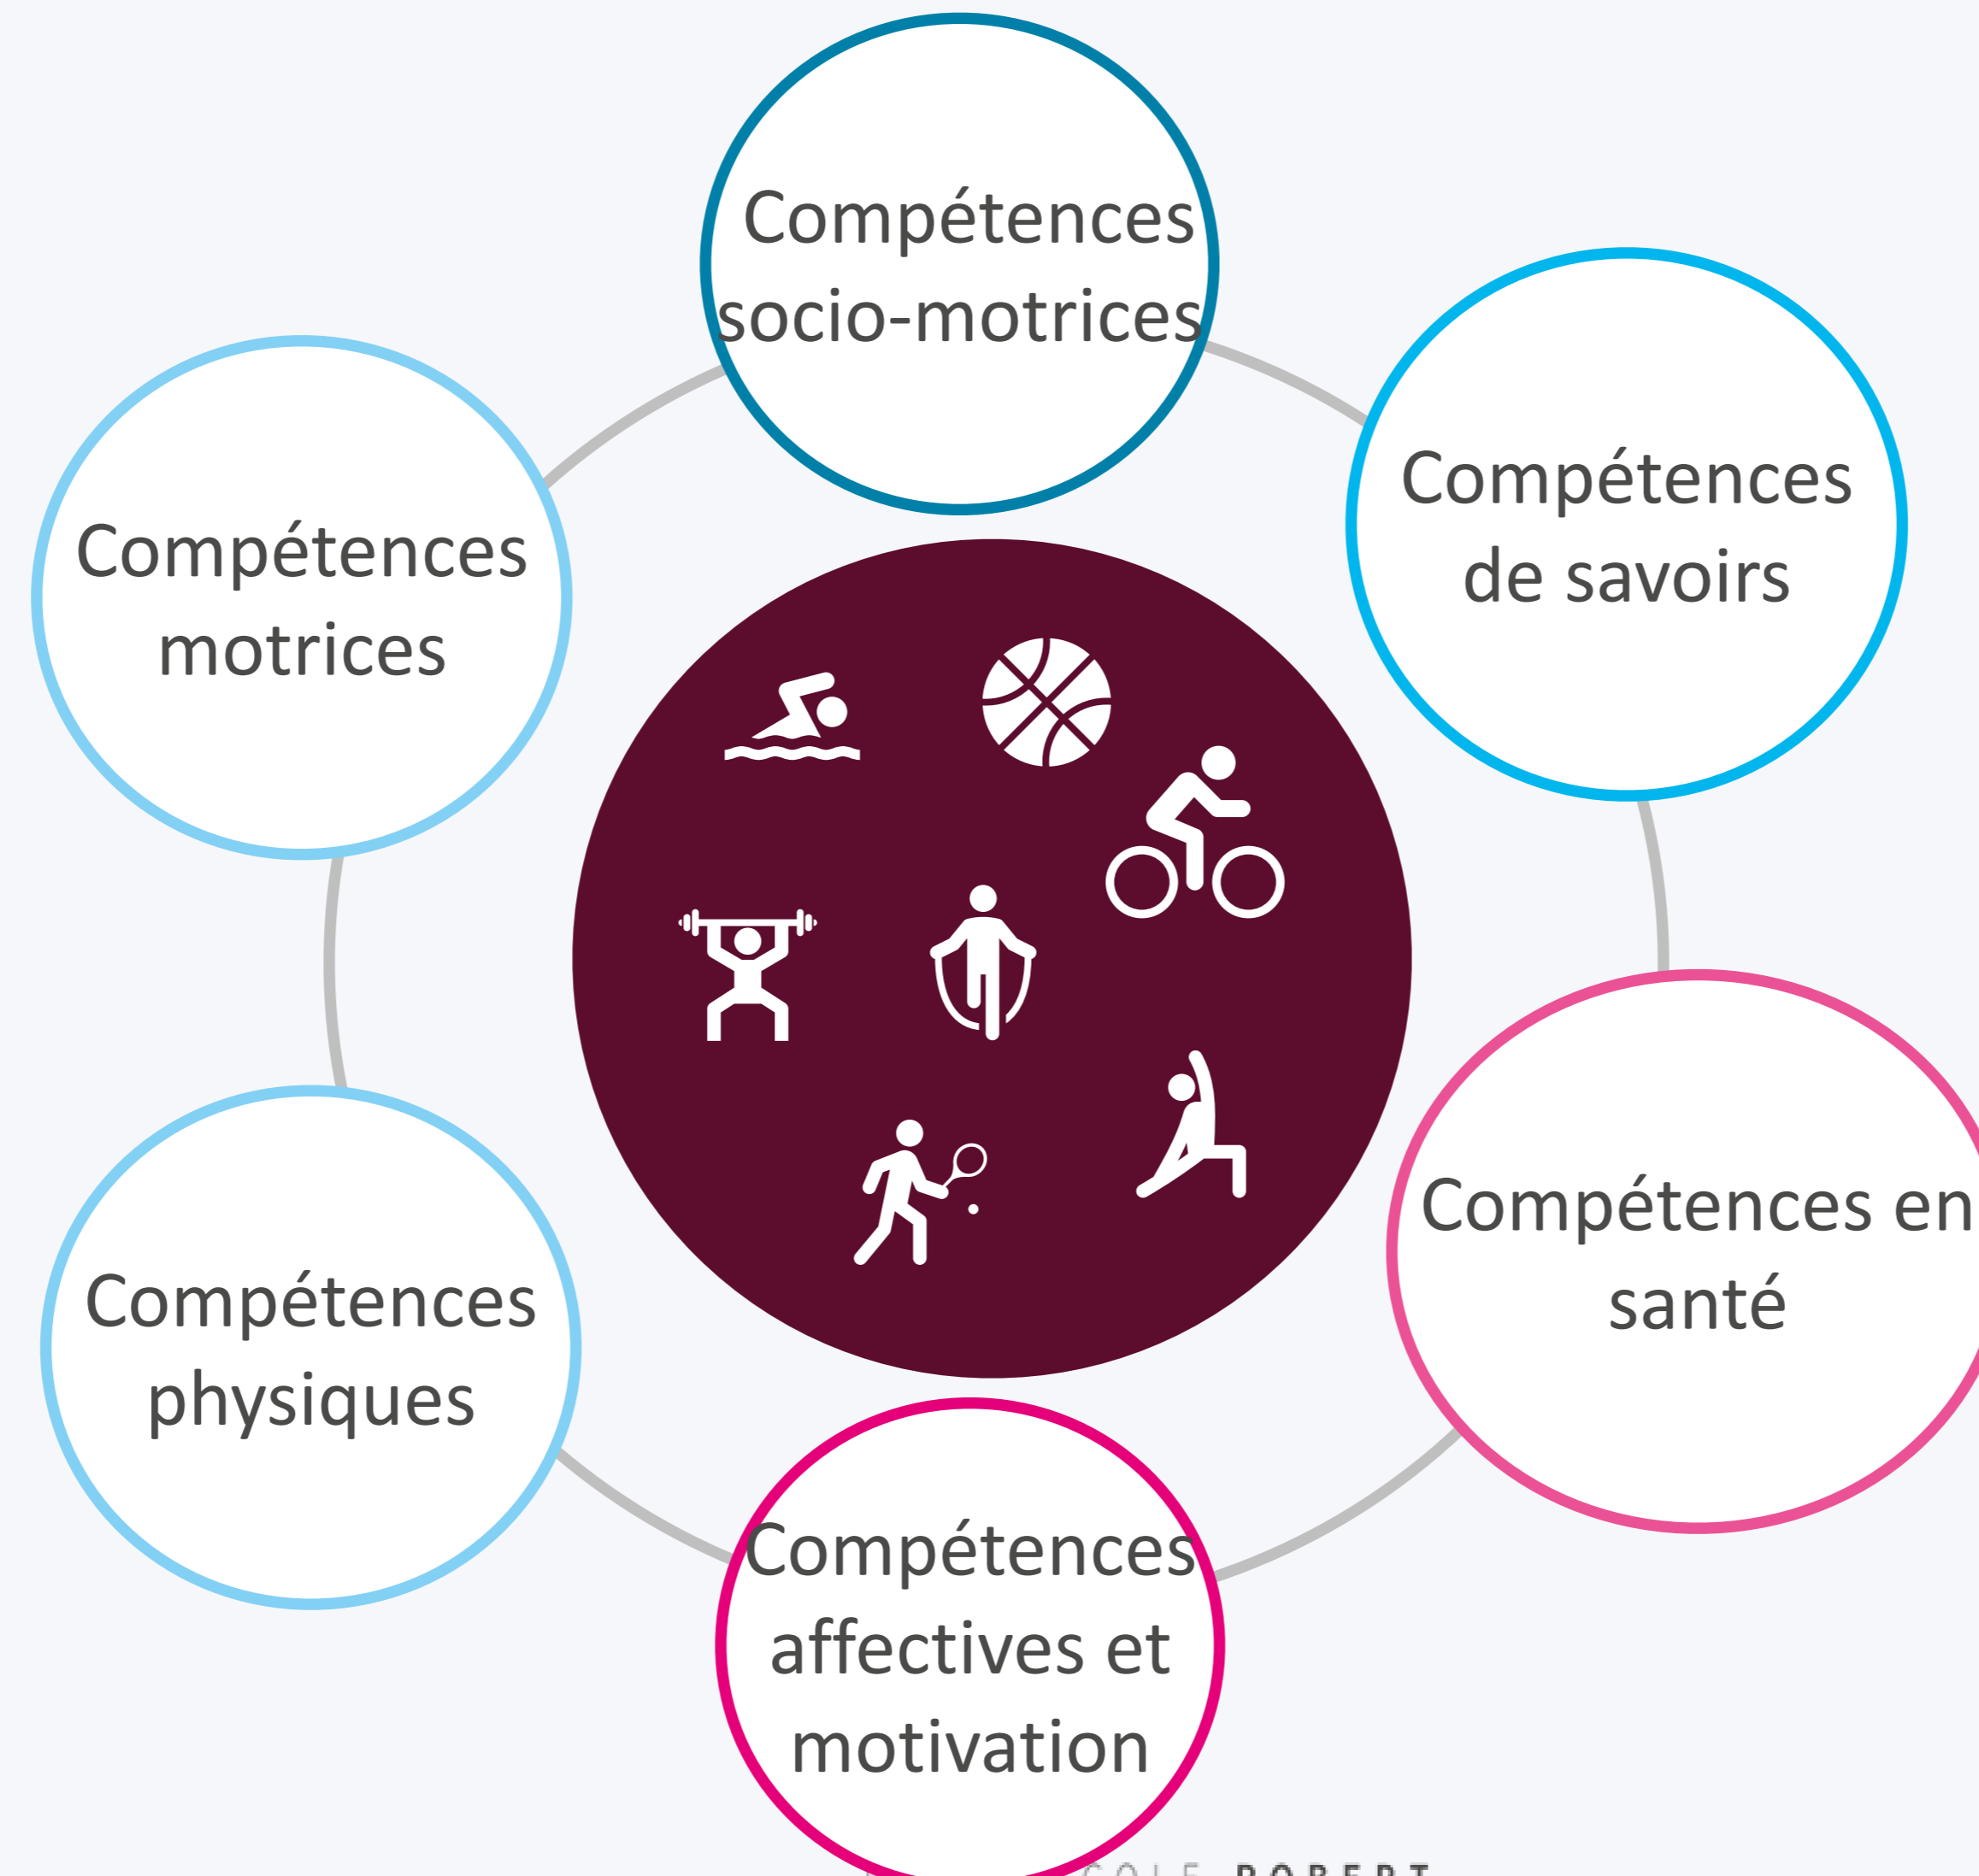 Compétences
socio-motrices
Compétences
de savoirs
Compétences
motrices
Compétences en
santé
Compétences
physiques
Compétences
affectives et
motivation